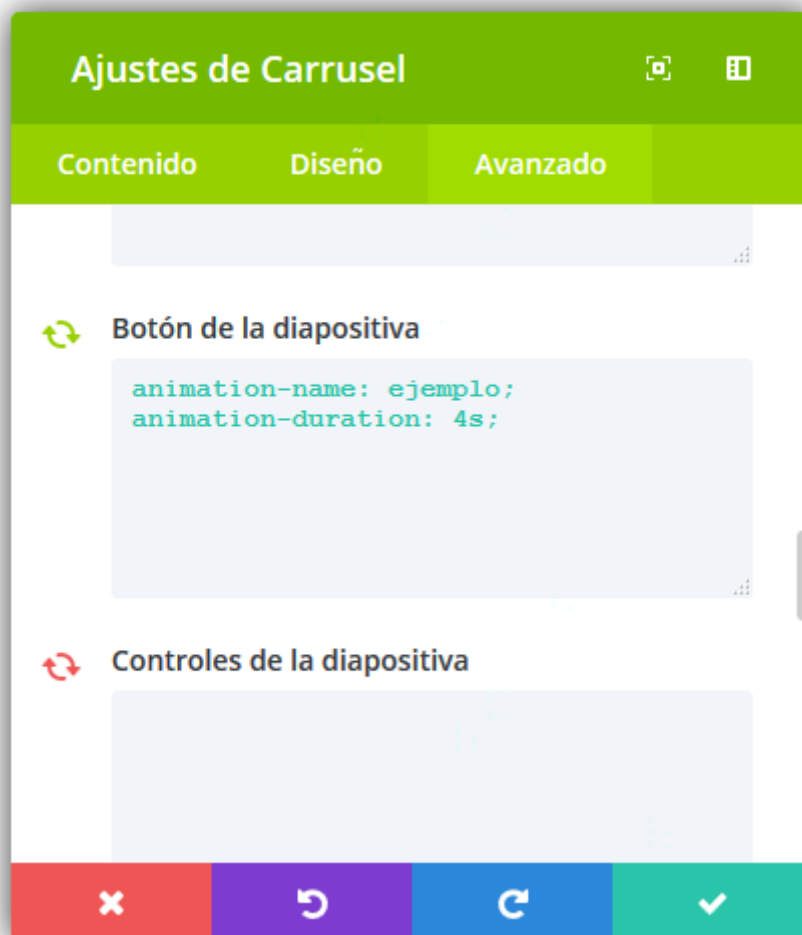 Ajustes de Carrusel
Contenido Diseño Avanzado
Botón de la diapositiva
animation-name: ejemplo;
animation-duration: 4s;
Controles de la diapositiva